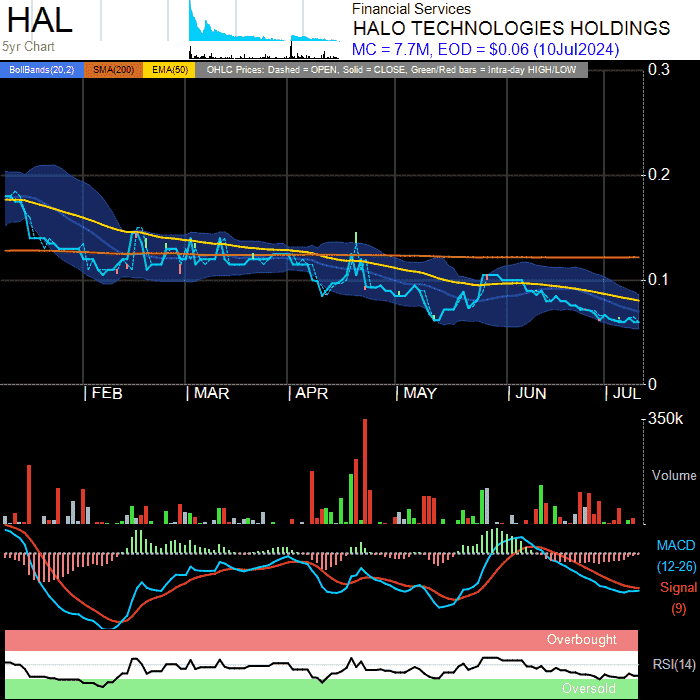 HAL
5yr Chart
Financial Services
HALO TECHNOLOGIES HOLDINGS
MC = 7.7M, EOD = $0.06 (10Jul2024)
BollBands(20,2) SMA(200) EMA(50) OHLC Prices: Dashed = OPEN, Solid = CLOSE, Green/Red bars = Intra-day HIGH/LOW
0.3
0.2
0.1
0
| FEB | MAR | APR | MAY | JUN | JUL
350k
Volume
MACD
(12-26)
Signal
(9)
Overbought
RSI(14)
Oversold